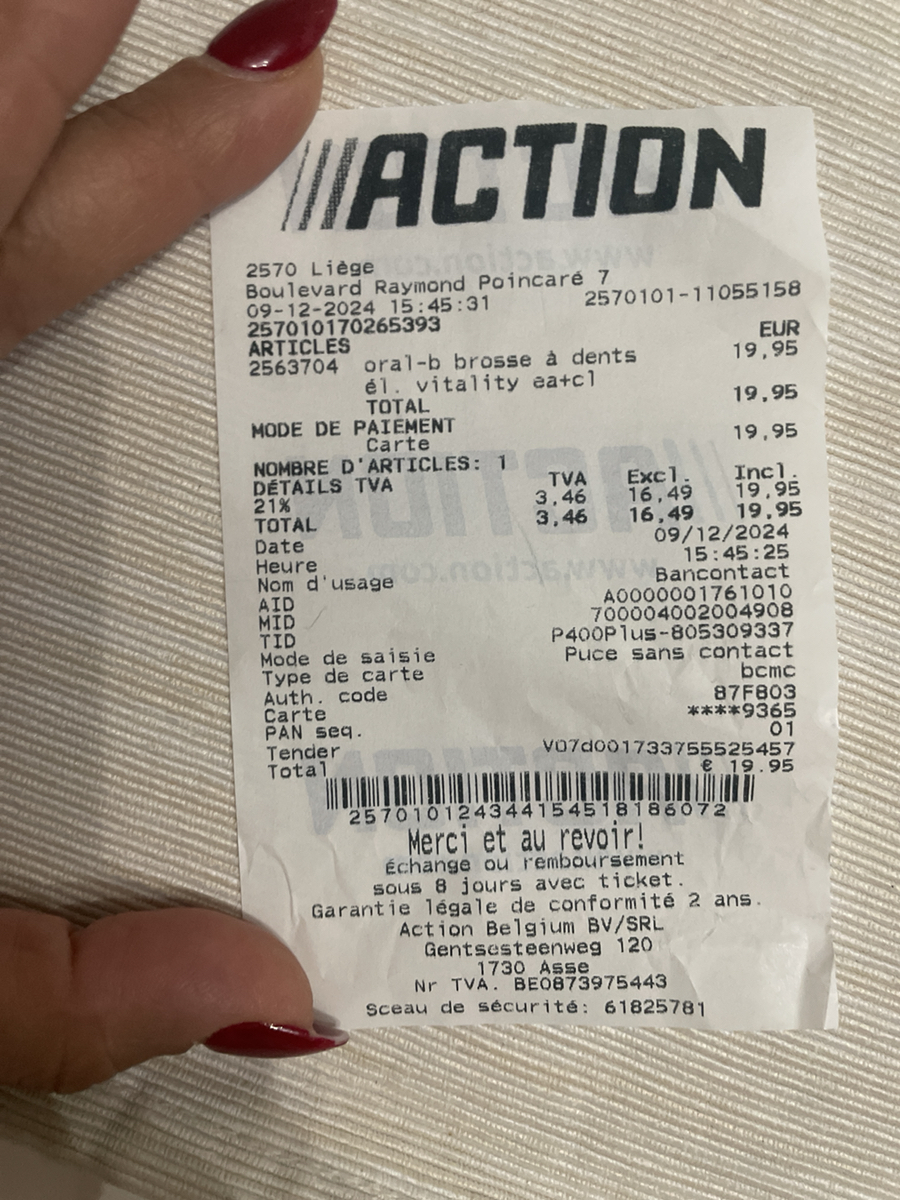 ACTION
2570 Liège
Boulevard Raymond Poincaré 7
09-12-2024 15:45:31 2570101-11055158
257010170265393
ARTICLES EUR
2563704 oral-b brosse à dents 19,95
él. vitality ea+cl
TOTAL 19,95
MODE DE PAIEMENT
Carte 19,95
NOMBRE D'ARTICLES: 1
DÉTAILS TVA TVA Excl. Incl.
21% 3,46 16,49 19,95
TOTAL 3,46 16,49 19,95
Date 09/12/2024
Heure 15:45:25
Nom d'usage Bancontact
AID A0000001761010
MID 700004002004908
TID P400Plus-805309337
Mode de saisie Puce sans contact
Type de carte bcmc
Auth. code 87F803
Carte ****9365
PAN seq. 01
Tender V07d001733755525457
Total € 19.95
257010124344154518186072
Merci et au revoir!
Échange ou remboursement
sous 8 jours avec ticket.
Garantie légale de conformité 2 ans.
Action Belgium BV/SRL
Gentsesteenweg 120
1730 Asse
Nr TVA. BE0873975443
Sceau de sécurité: 61825781